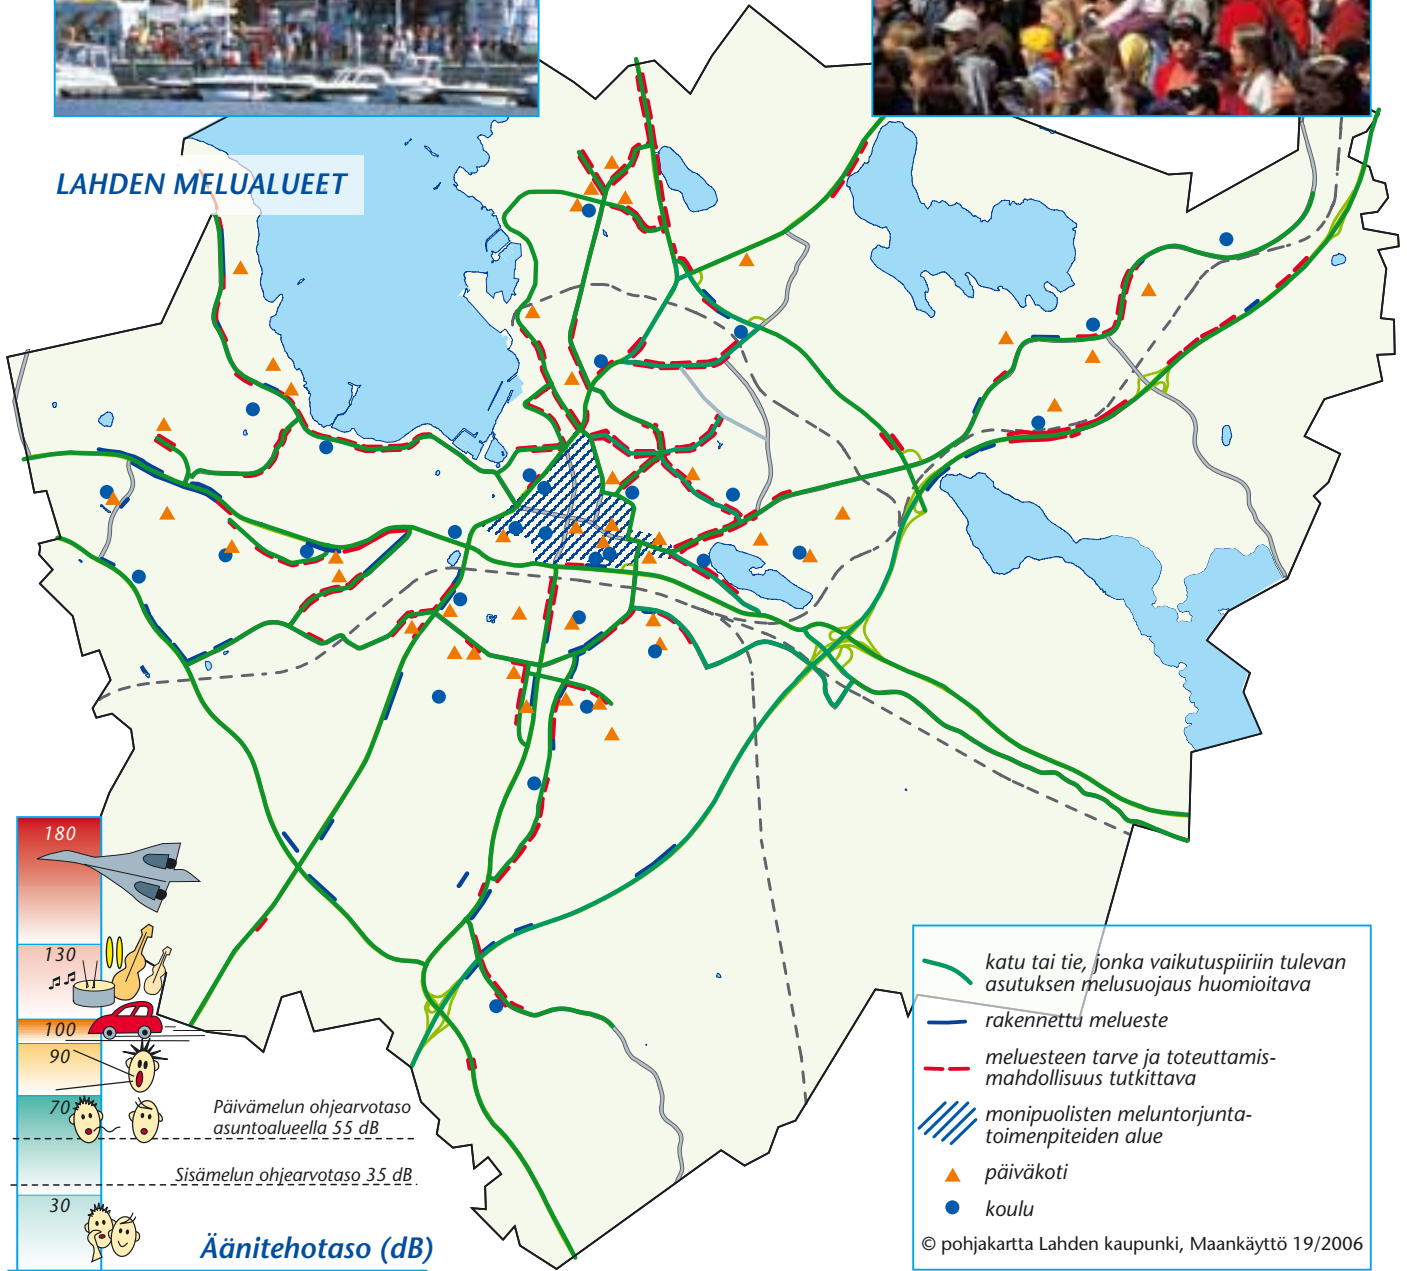 LAHDEN MELUALUEET
180
130
100
90
70
30
Päivämelun ohjearvotaso
asuntoalueella 55 dB
Sisämelun ohjearvotaso 35 dB
Äänitehotaso (dB)
katu tai tie, jonka vaikutuspiiriin tulevan
asutuksen melusuojaus huomioitava
rakennettu melueste
meluesteen tarve ja toteuttamis-
mahdollisuus tutkittava
monipuolisten meluntorjunta-
toimenpiteiden alue
päiväkoti
koulu
© pohjakartta Lahden kaupunki, Maankäyttö 19/2006